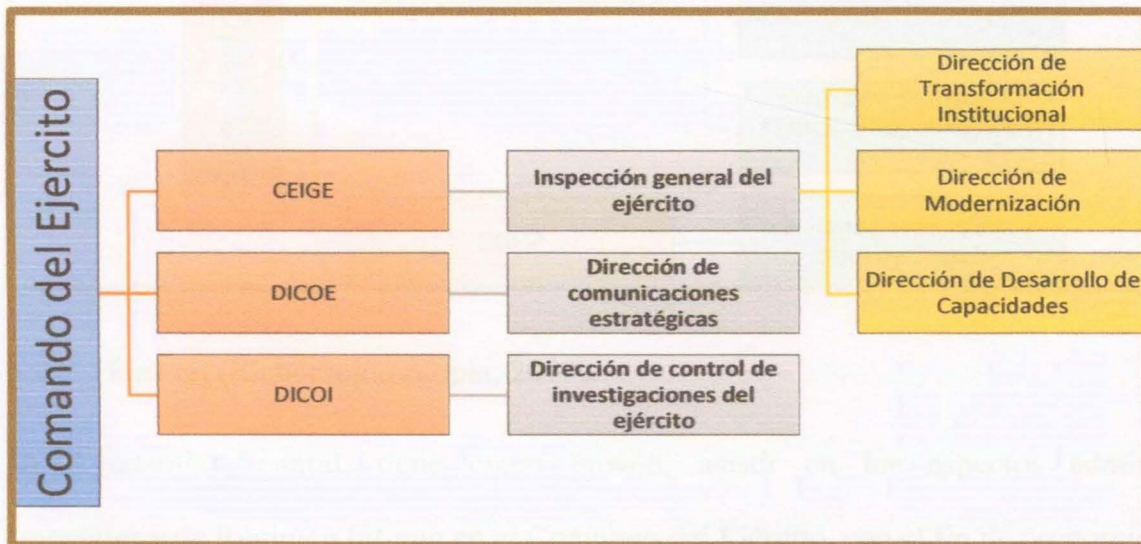 Comando del Ejercito
CEIGE
Inspección general del
ejército
Dirección de
Transformación
Institucional
Dirección de
Modernización
Dirección de Desarrollo de
Capacidades
DICOE
Dirección de
comunicaciones
estratégicas
DICOI
Dirección de control de
investigaciones del
ejército